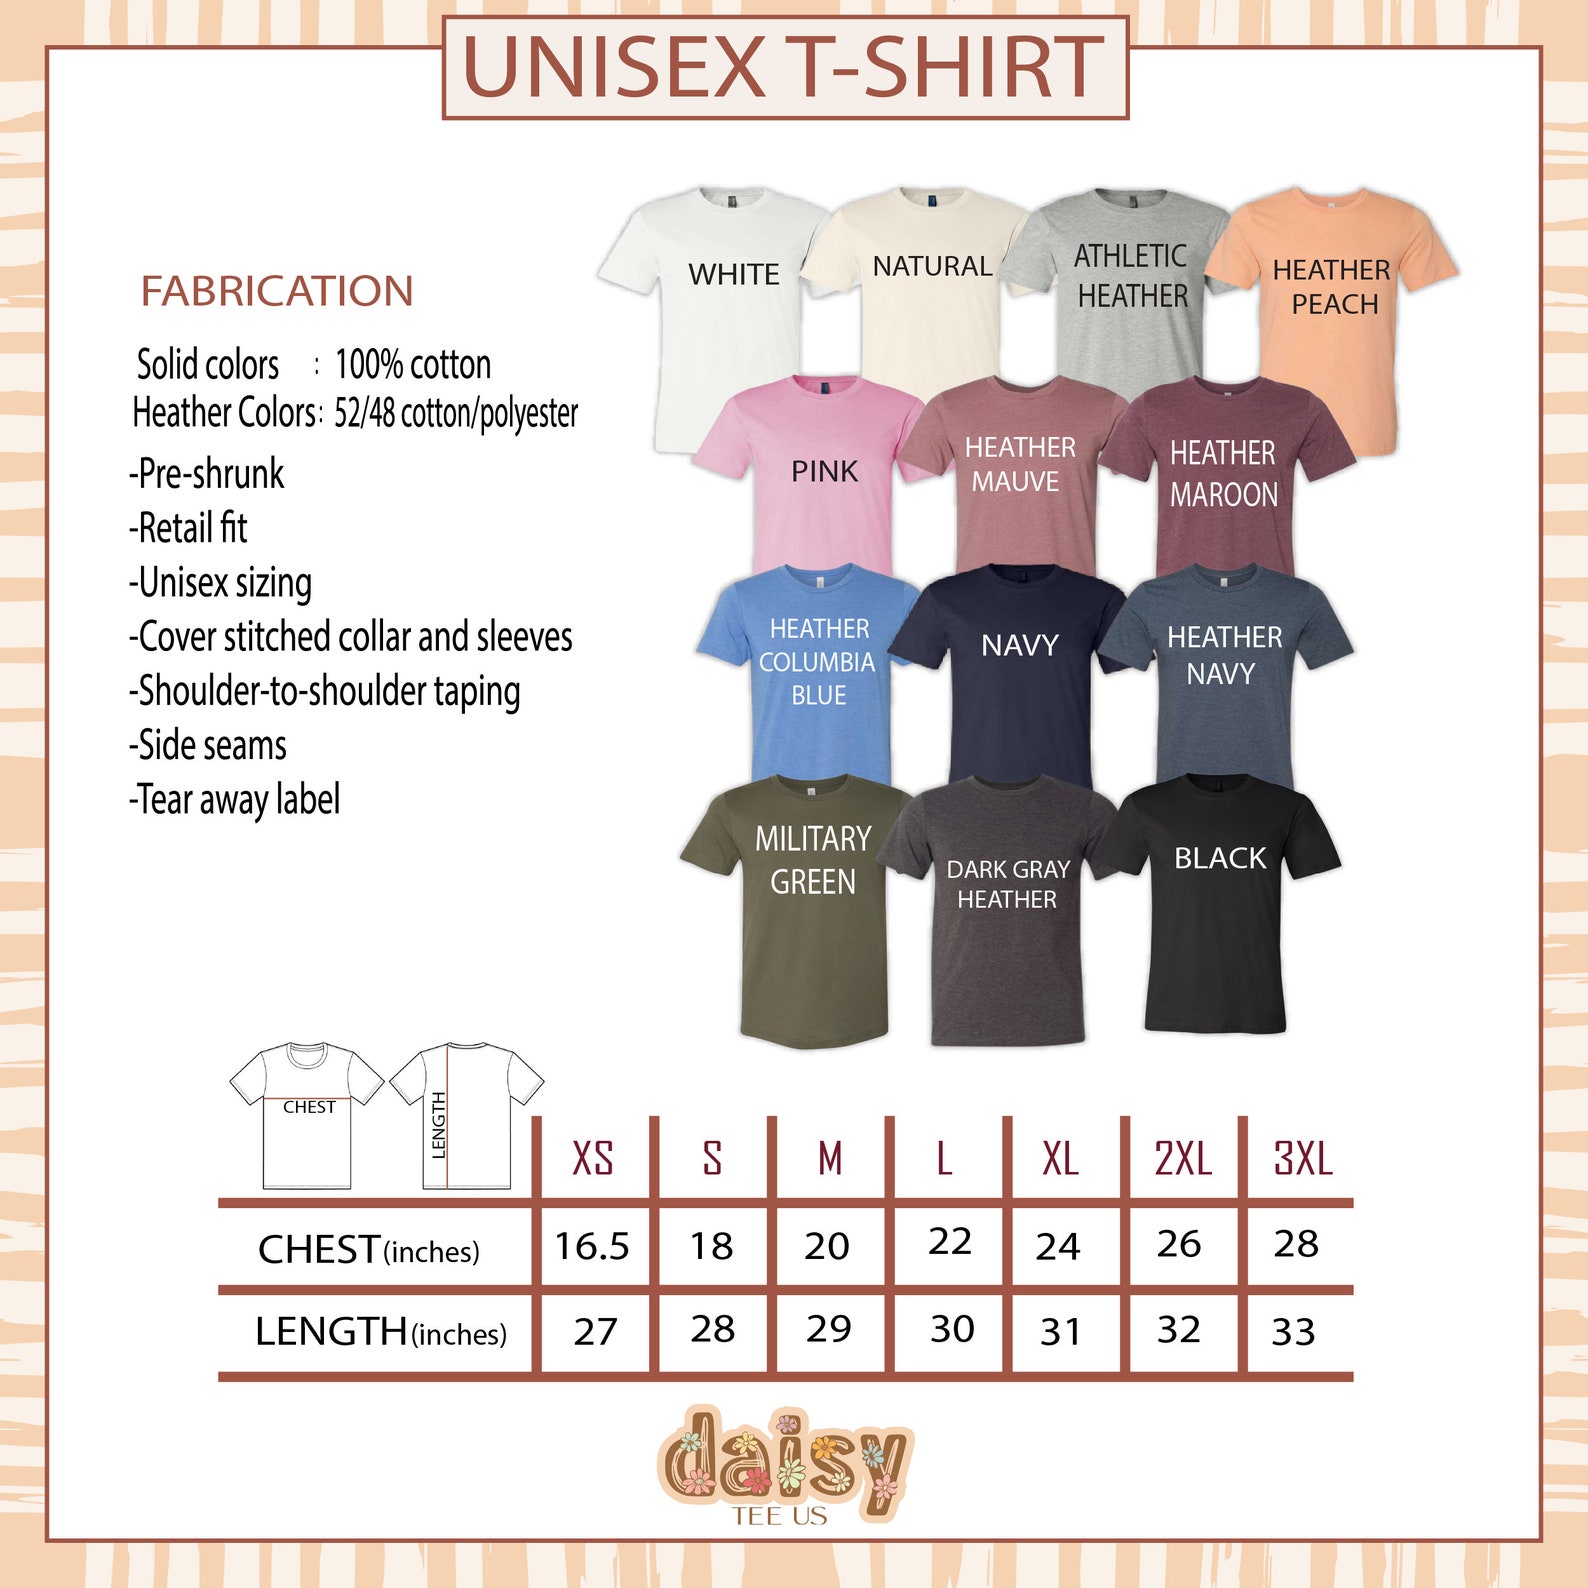 UNISEX T-SHIRT
FABRICATION
Solid colors : 100% cotton
Heather Colors: 52/48 cotton/polyester
-Pre-shrunk
-Retail fit
-Unisex sizing
-Cover stitched collar and sleeves
-Shoulder-to-shoulder taping
-Side seams
-Tear away label
WHITE
NATURAL
ATHLETIC
HEATHER
HEATHER
PEACH
PINK
HEATHER
MAUVE
HEATHER
MAROON
HEATHER
COLUMBIA
BLUE
NAVY
HEATHER
NAVY
MILITARY
GREEN
DARK GRAY
HEATHER
BLACK
CHEST
LENGTH
XS S M L XL 2XL 3XL
CHEST(inches) 16.5 18 20 22 24 26 28
LENGTH(inches) 27 28 29 30 31 32 33
daisy
TEE US